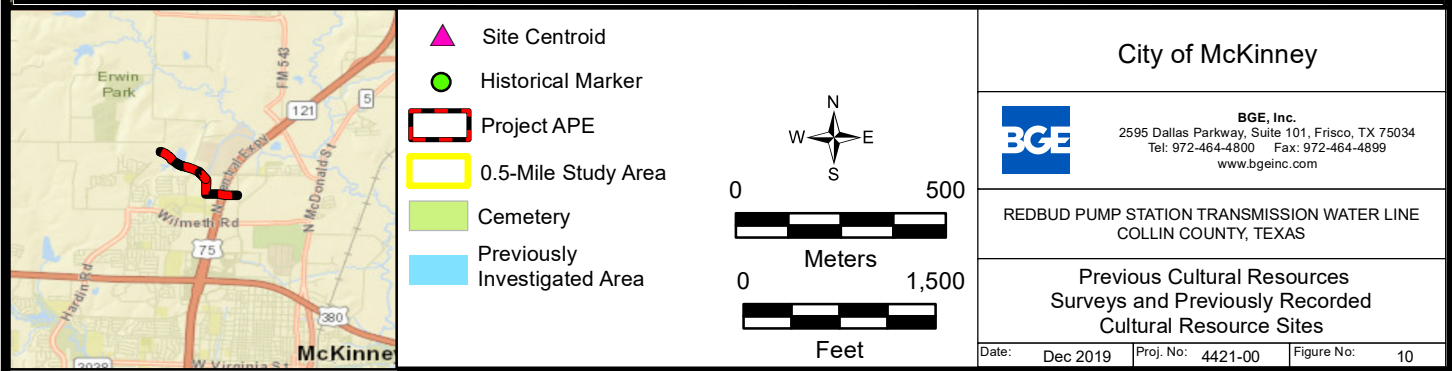 Erwin
Park
FM 543
121
5
N Central Expy
N McDonald St
Wilmeth Rd
75
Hardin Rd
380
McKinne
W Virginia St
Site Centroid
Historical Marker
Project APE
0.5-Mile Study Area
Cemetery
Previously
Investigated Area
N
W E
S
0 500
Meters
0 1,500
Feet
City of McKinney
BGE
BGE, Inc.
2595 Dallas Parkway, Suite 101, Frisco, TX 75034
Tel: 972-464-4800 Fax: 972-464-4899
www.bgeinc.com
REDBUD PUMP STATION TRANSMISSION WATER LINE
COLLIN COUNTY, TEXAS
Previous Cultural Resources
Surveys and Previously Recorded
Cultural Resource Sites
Date: Dec 2019 Proj. No: 4421-00 Figure No: 10